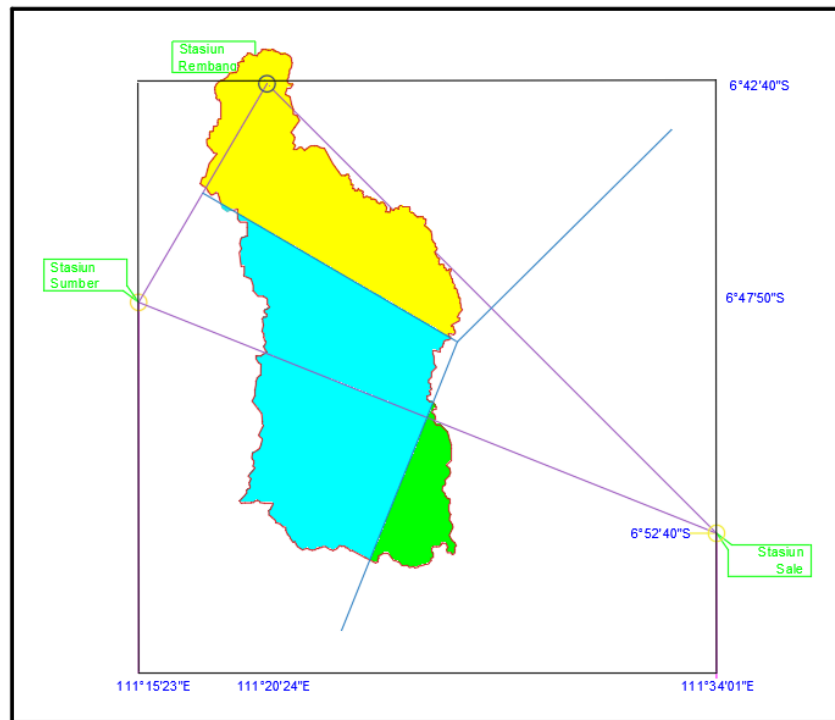 Stasiun
Rembang
6°42'40"S
Stasiun
Sumber
6°47'50"S
6°52'40"S
Stasiun
Sale
111°15'23"E
111°20'24"E
111°34'01"E